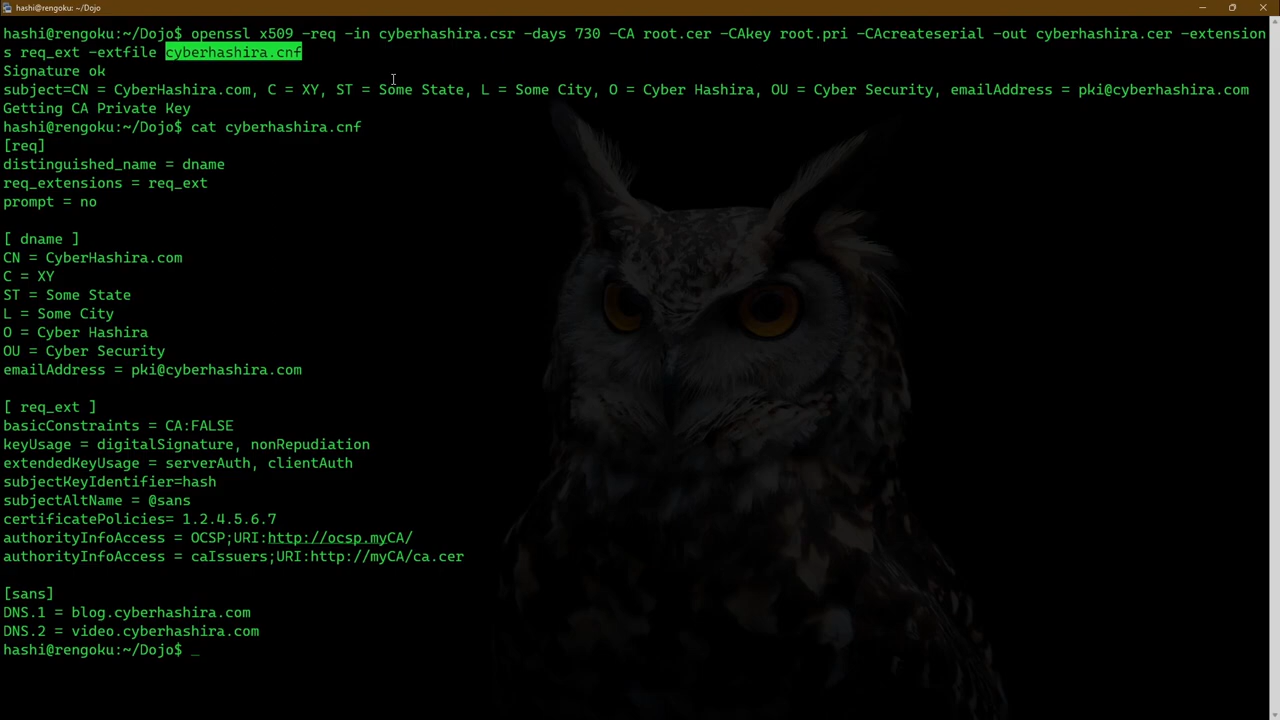 hashi@rengoku: ~/Dojo
hashi@rengoku:~/Dojo$ openssl x509 -req -in cyberhashira.csr -days 730 -CA root.cer -CAkey root.pri -CAcreateserial -out cyberhashira.cer -extension
s req_ext -extfile cyberhashira.cnf
Signature ok
subject=CN = CyberHashira.com, C = XY, ST = Some State, L = Some City, O = Cyber Hashira, OU = Cyber Security, emailAddress = pki@cyberhashira.com
Getting CA Private Key
hashi@rengoku:~/Dojo$ cat cyberhashira.cnf
[req]
distinguished_name = dname
req_extensions = req_ext
prompt = no
[ dname ]
CN = CyberHashira.com
C = XY
ST = Some State
L = Some City
O = Cyber Hashira
OU = Cyber Security
emailAddress = pki@cyberhashira.com
[ req_ext ]
basicConstraints = CA:FALSE
keyUsage = digitalSignature, nonRepudiation
extendedKeyUsage = serverAuth, clientAuth
subjectKeyIdentifier=hash
subjectAltName = @sans
certificatePolicies= 1.2.4.5.6.7
authorityInfoAccess = OCSP;URI:http://ocsp.myCA/
authorityInfoAccess = caIssuers;URI:http://myCA/ca.cer
[sans]
DNS.1 = blog.cyberhashira.com
DNS.2 = video.cyberhashira.com
hashi@rengoku:~/Dojo$ _